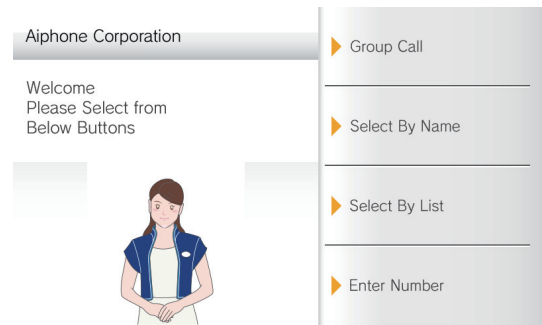 Aiphone Corporation
Welcome
Please Select from
Below Buttons
Group Call
Select By Name
Select By List
Enter Number